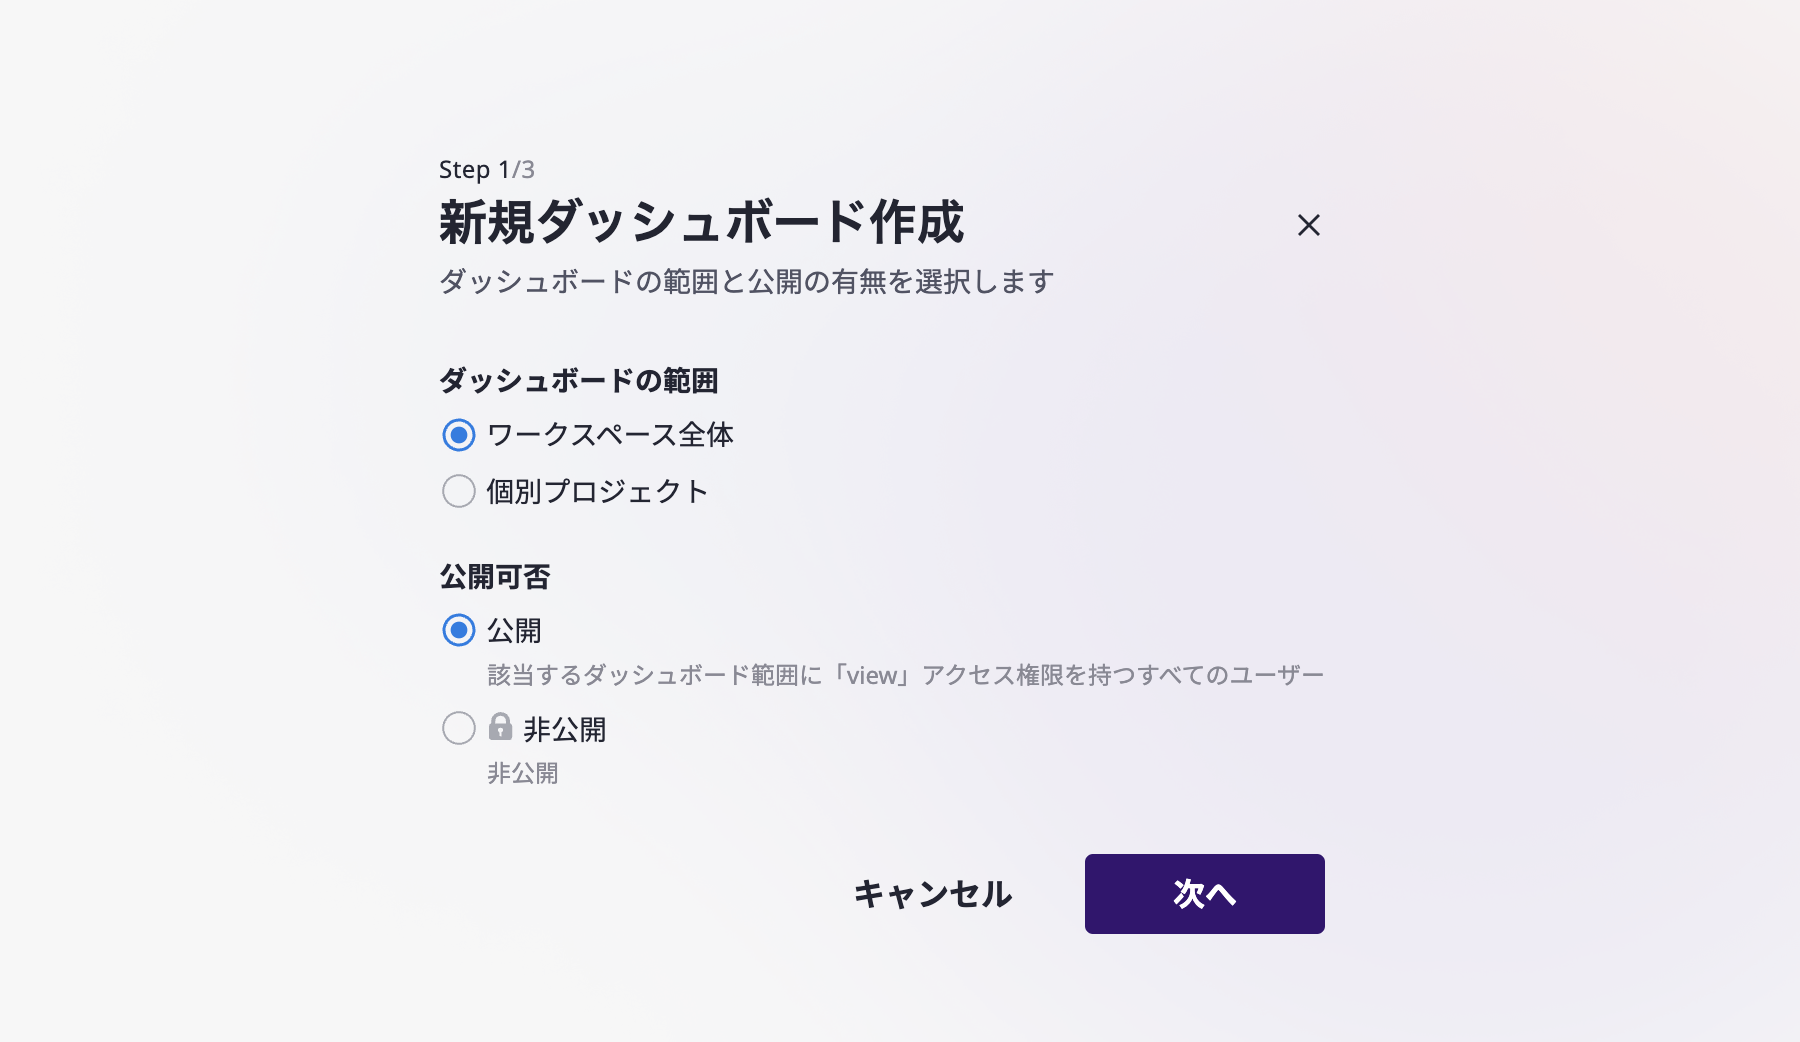 Step 1/3
新規ダッシュボード作成
ダッシュボードの範囲と公開の有無を選択します
ダッシュボードの範囲
ワークスペース全体
個別プロジェクト
公開可否
公開
該当するダッシュボード範囲に「view」アクセス権限を持つすべてのユーザー
非公開
非公開
キャンセル
次へ